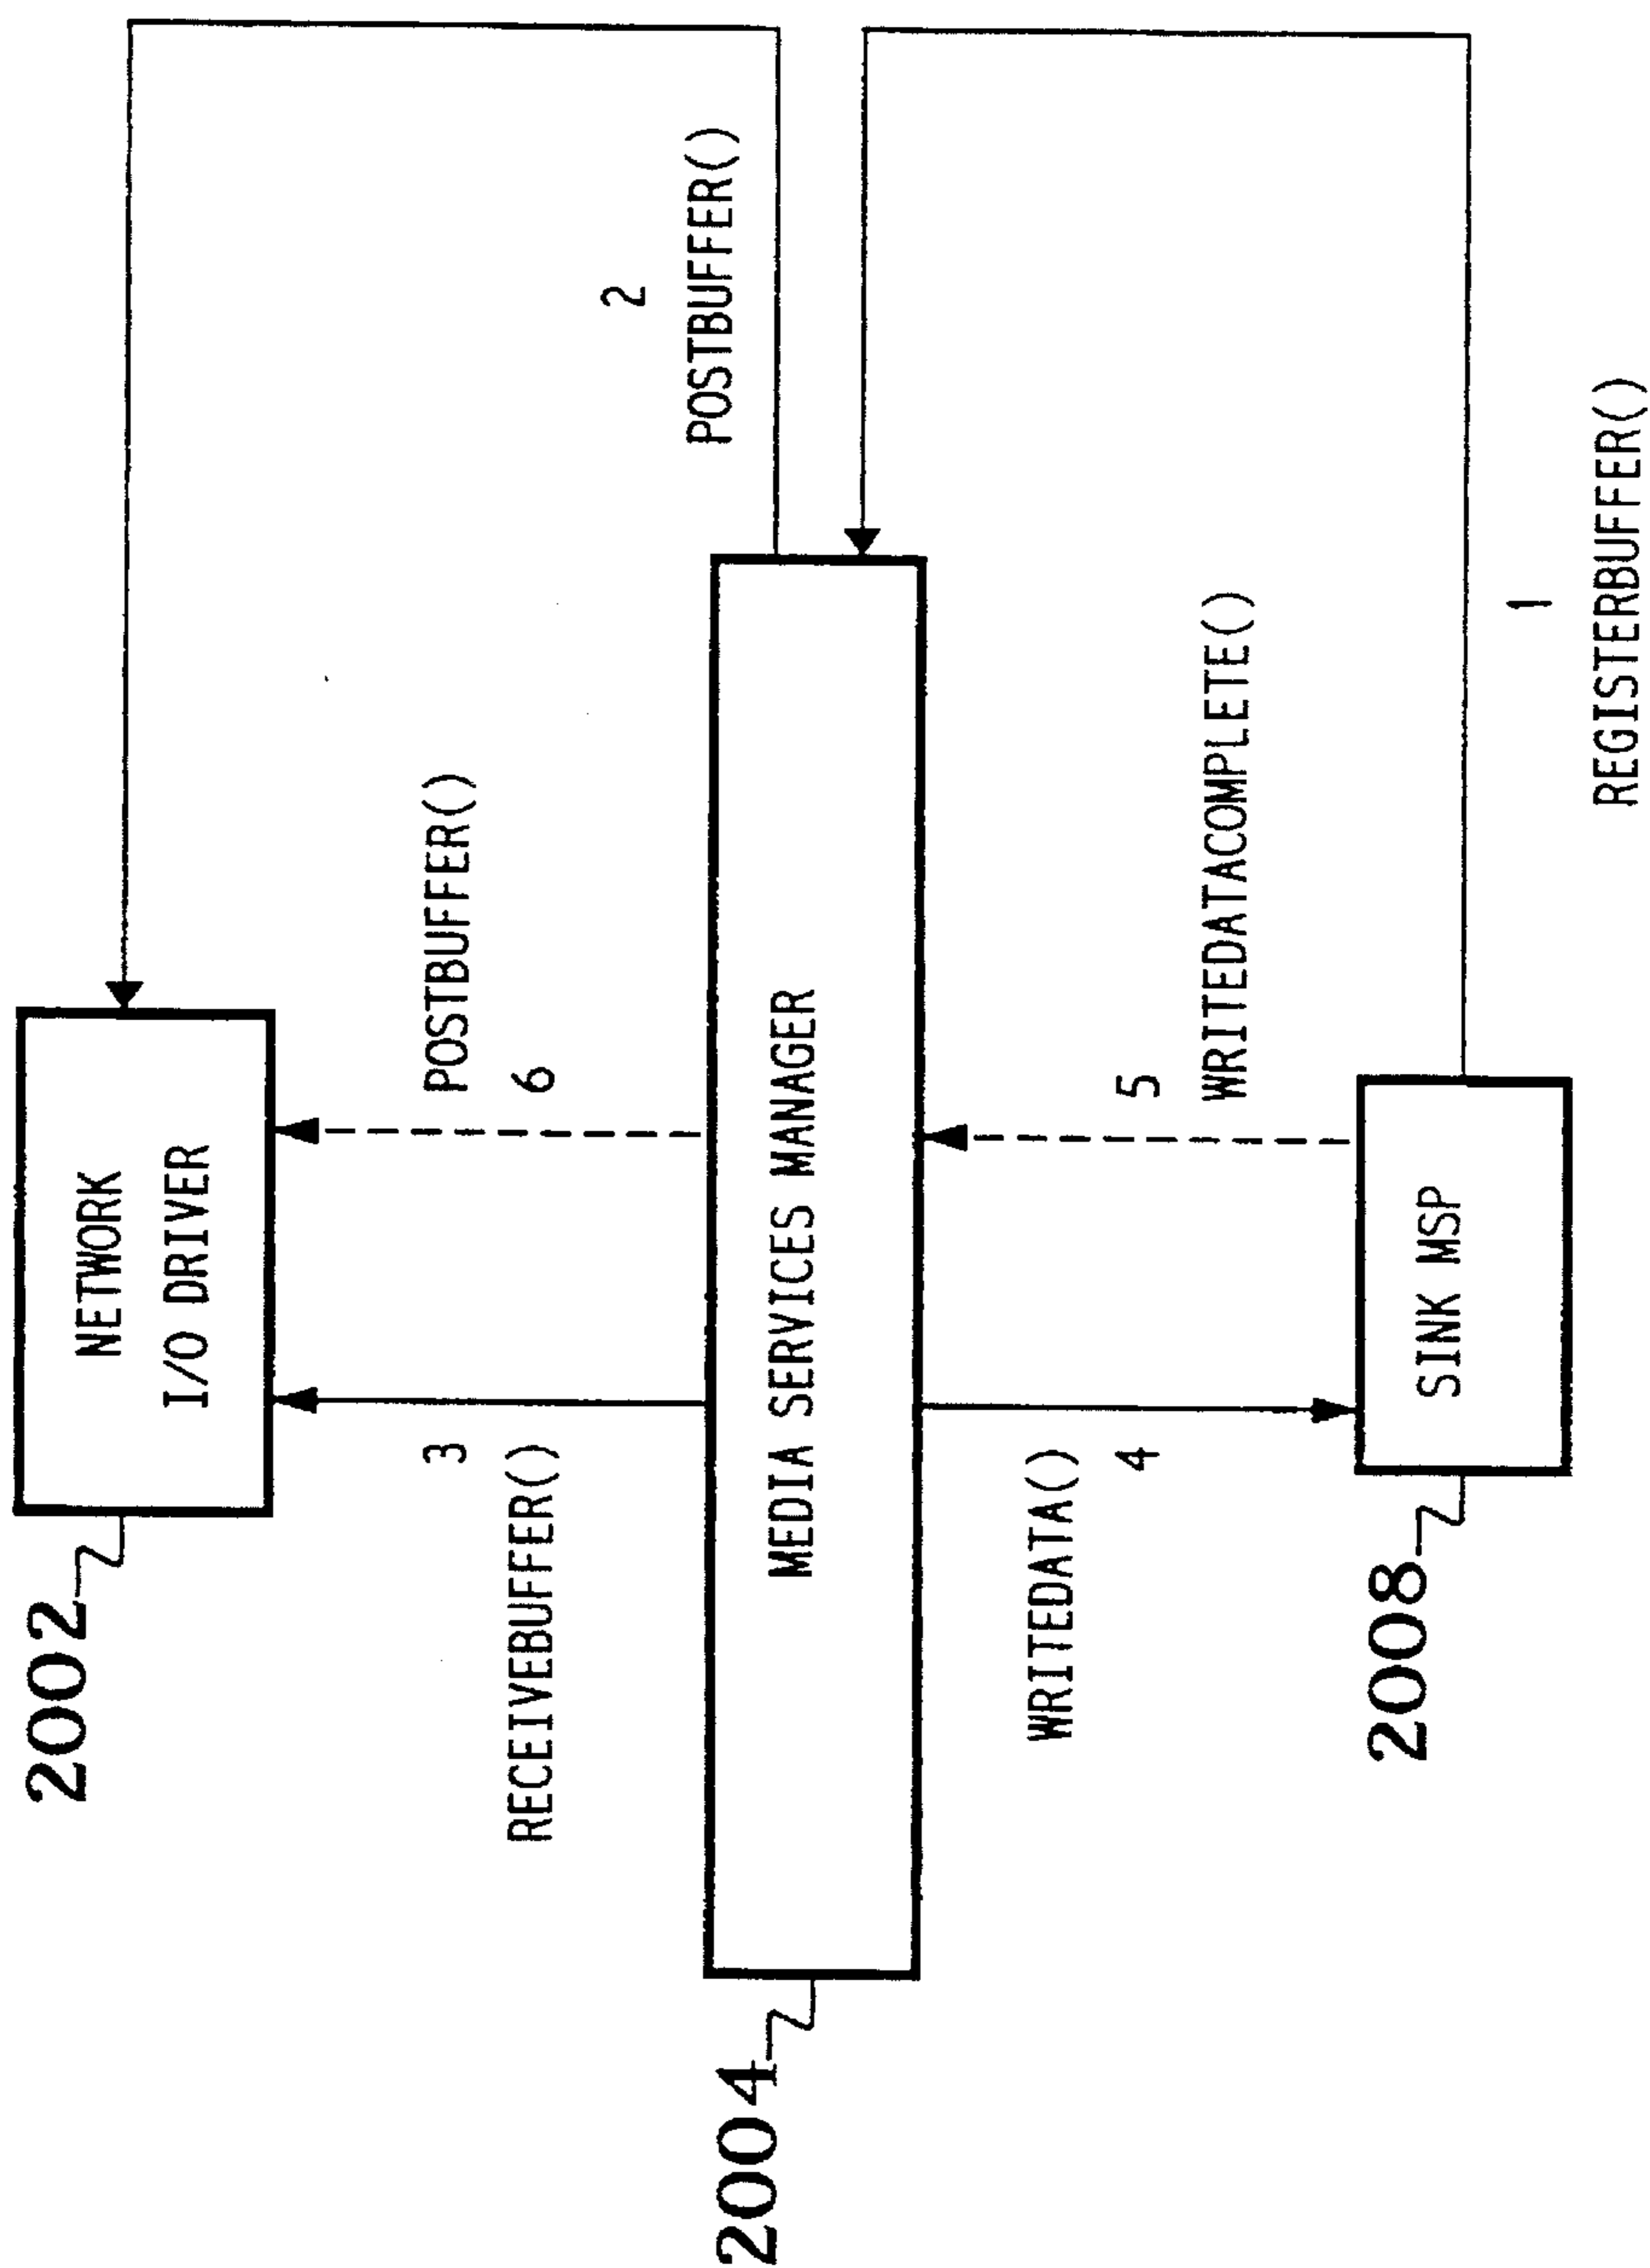 2002
NETWORK
I/O DRIVER
3
RECEIVEBUFFER()
POSTBUFFER()
6
2
POSTBUFFER()
2004
MEDIA SERVICES MANAGER
WRITEDATA()
4
5
WRITEDATACOMPLETE()
2008
SINK MSP
1
REGISTERBUFFER()